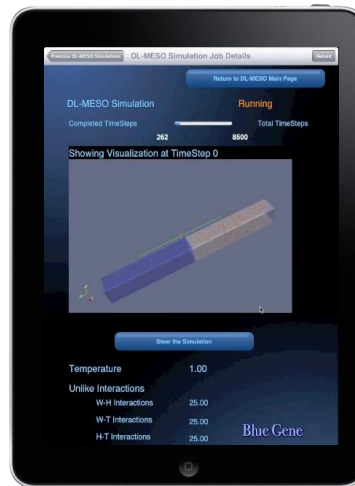 Previous DL-MESO Simulations DL-MESO Simulation Job Details Reload
Return to DL-MESO Main Page
DL-MESO Simulation Running
Completed TimeSteps Total TimeSteps
262 8500
Showing Visualization at TimeStep 0
Steer the Simulation
Temperature 1.00
Unlike Interactions
W-H Interactions 25.00
W-T Interactions 25.00
H-T Interactions 25.00
Blue Gene